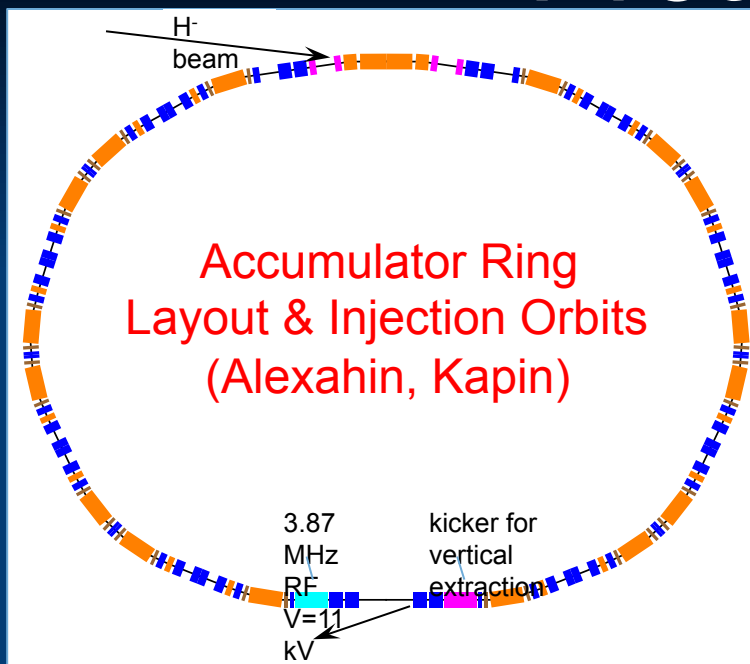 H-
beam
Accumulator Ring
Layout & Injection Orbits
(Alexahin, Kapin)
3.87
MHz
RF
V=11
kV
kicker for
vertical
extraction